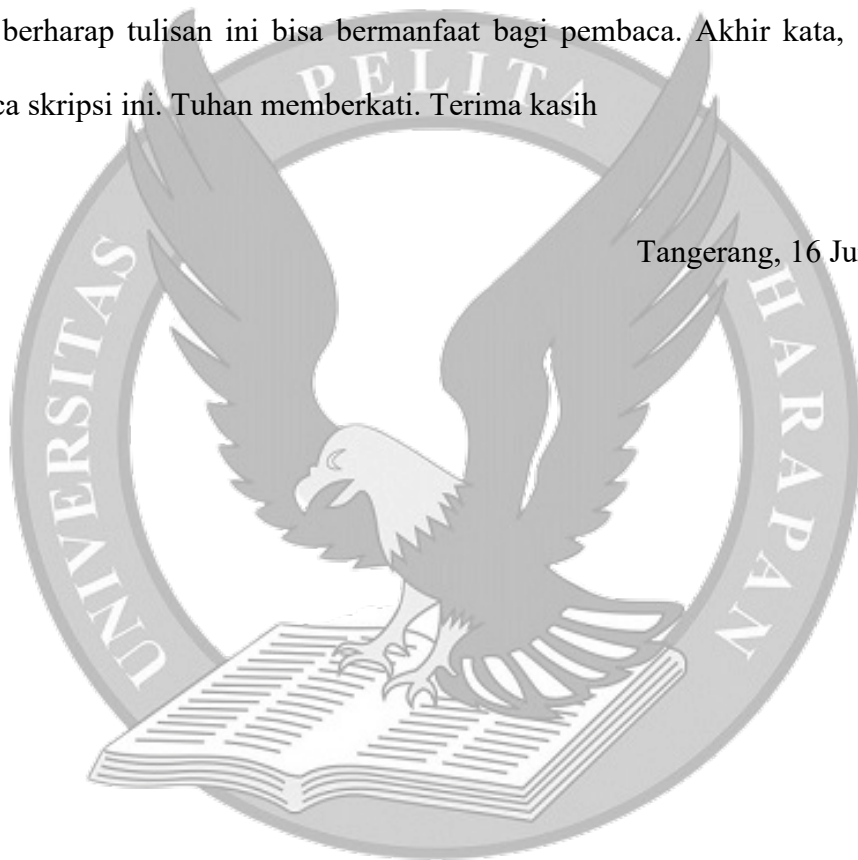 berharap tulisan ini bisa bermanfaat bagi pembaca. Akhir kata,
ca skripsi ini. Tuhan memberkati. Terima kasih
Tangerang, 16 Ju
UNIVERSITAS PELITA HARAPAN